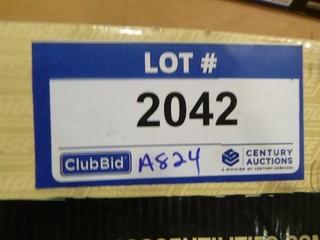 LOT #
2042
ClubBid
A824
CENTURY
AUCTIONS
A DIVISION OF CENTURY SERVICES